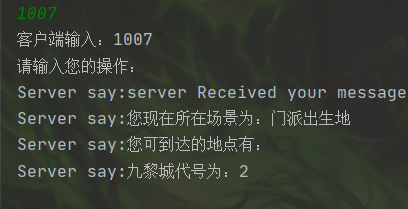 1007
客户端输入：1007
请输入您的操作：
Server say:server Received your message
Server say:您现在所在场景为：门派出生地
Server say:您可到达的地点有：
Server say:九黎城代号为：2